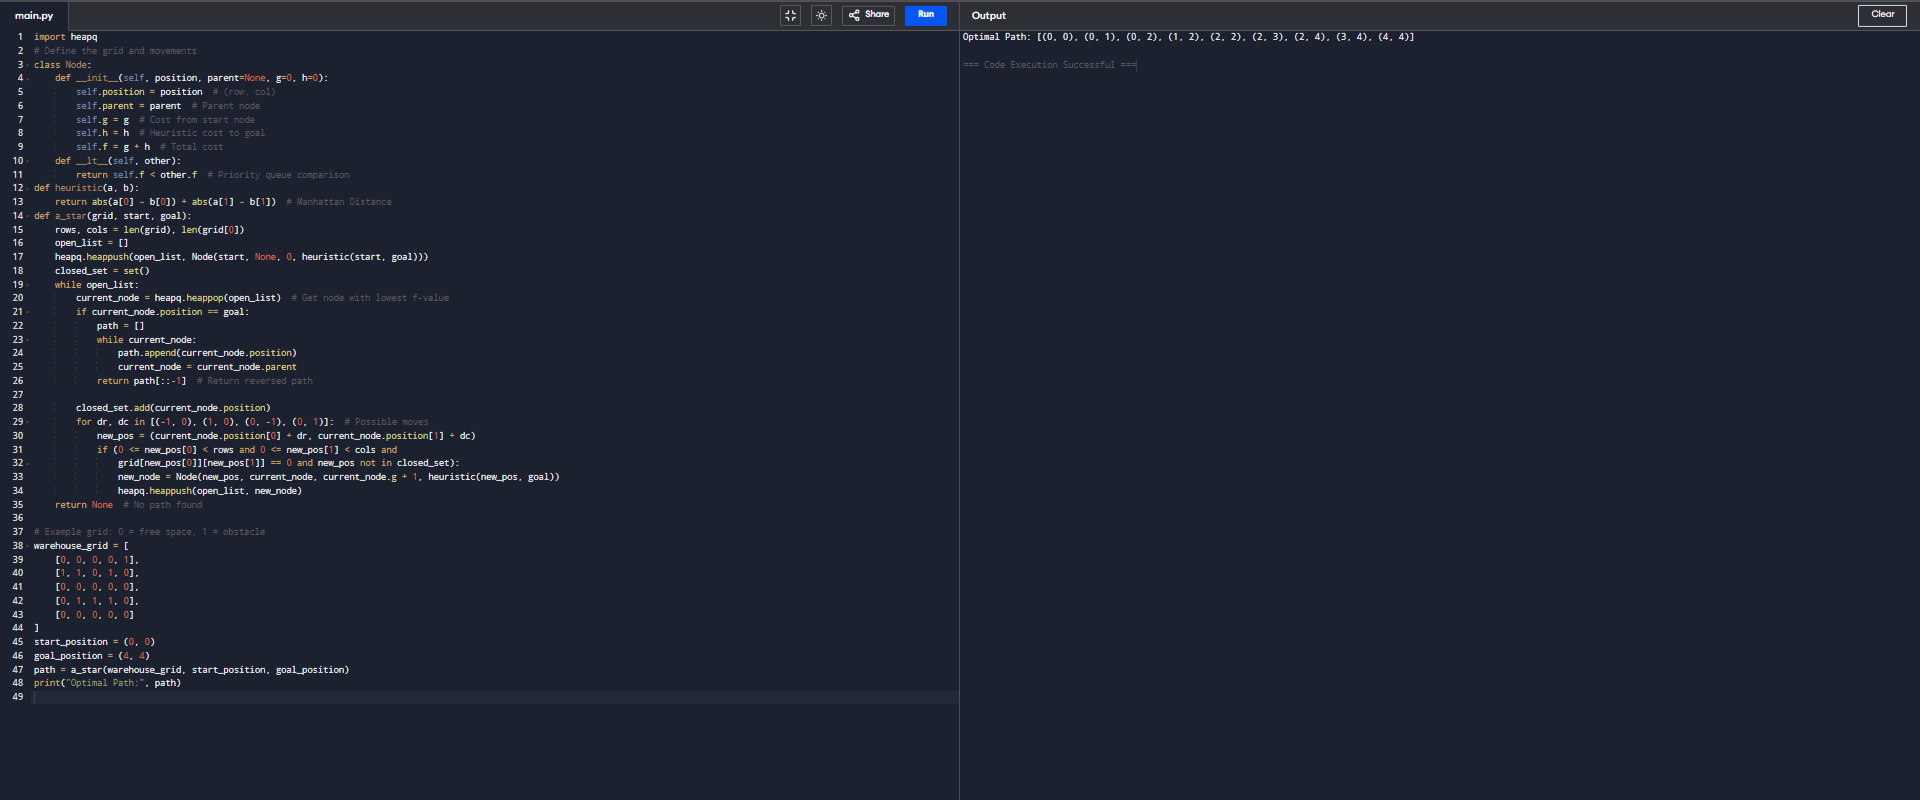 main.py
Share
Run
Output
Clear
1 import heapq
2 # Define the grid and movements
3 class Node:
4     def __init__(self, position, parent=None, g=0, h=0):
5         self.position = position  # (row, col)
6         self.parent = parent  # Parent node
7         self.g = g  # Cost from start node
8         self.h = h  # Heuristic cost to goal
9         self.f = g + h  # Total cost
10     def __lt__(self, other):
11         return self.f < other.f  # Priority queue comparison
12 def heuristic(a, b):
13     return abs(a[0] - b[0]) + abs(a[1] - b[1])  # Manhattan Distance
14 def a_star(grid, start, goal):
15     rows, cols = len(grid), len(grid[0])
16     open_list = []
17     heapq.heappush(open_list, Node(start, None, 0, heuristic(start, goal)))
18     closed_set = set()
19     while open_list:
20         current_node = heapq.heappop(open_list)  # Get node with lowest f-value
21         if current_node.position == goal:
22             path = []
23             while current_node:
24                 path.append(current_node.position)
25                 current_node = current_node.parent
26             return path[::-1]  # Return reversed path
27
28         closed_set.add(current_node.position)
29         for dr, dc in [(-1, 0), (1, 0), (0, -1), (0, 1)]:  # Possible moves
30             new_pos = (current_node.position[0] + dr, current_node.position[1] + dc)
31             if (0 <= new_pos[0] < rows and 0 <= new_pos[1] < cols and
32                 grid[new_pos[0]][new_pos[1]] == 0 and new_pos not in closed_set):
33                 new_node = Node(new_pos, current_node, current_node.g + 1, heuristic(new_pos, goal))
34                 heapq.heappush(open_list, new_node)
35     return None  # No path found
36
37 # Example grid: 0 = free space, 1 = obstacle
38 warehouse_grid = [
39     [0, 0, 0, 0, 1],
40     [1, 1, 0, 1, 0],
41     [0, 0, 0, 0, 0],
42     [0, 1, 1, 1, 0],
43     [0, 0, 0, 0, 0]
44 ]
45 start_position = (0, 0)
46 goal_position = (4, 4)
47 path = a_star(warehouse_grid, start_position, goal_position)
48 print("Optimal Path:", path)
49
Optimal Path: [(0, 0), (0, 1), (0, 2), (1, 2), (2, 2), (2, 3), (2, 4), (3, 4), (4, 4)]
=== Code Execution Successful ===